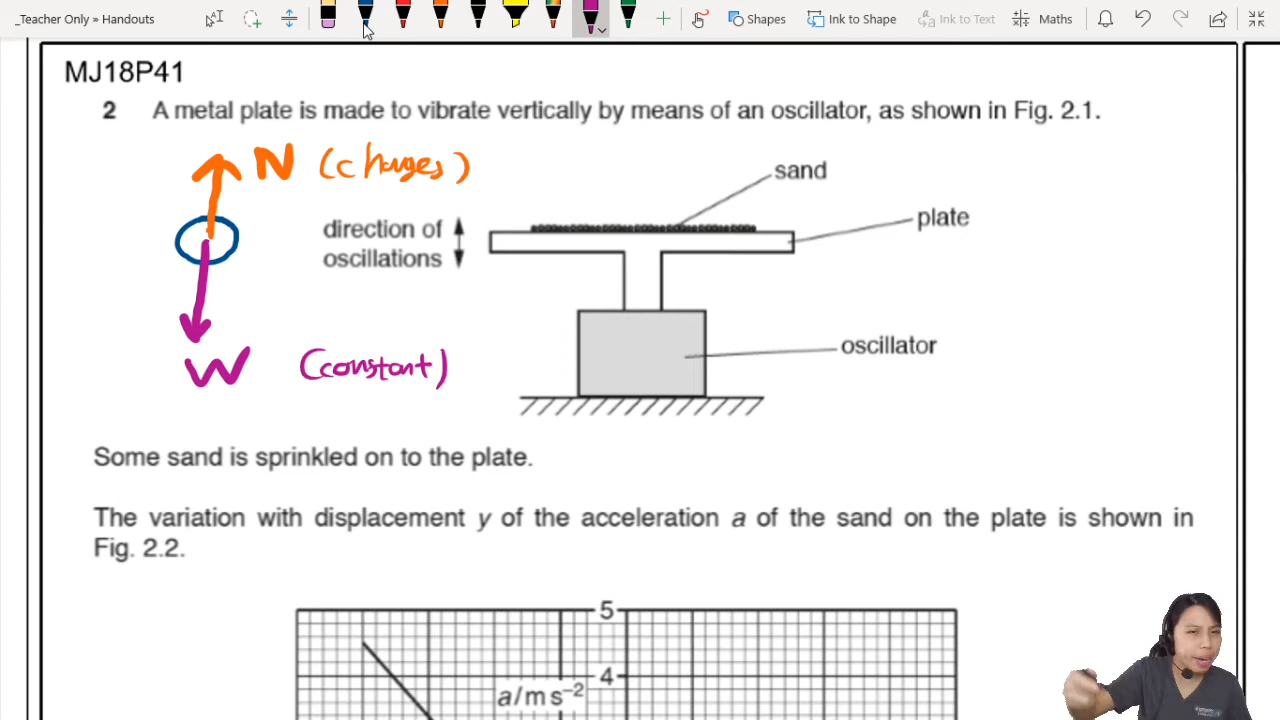 _Teacher Only » Handouts
Shapes
Ink to Shape
Ink to Text
Maths
MJ18P41
2 A metal plate is made to vibrate vertically by means of an oscillator, as shown in Fig. 2.1.
N (changes)
sand
plate
direction of
oscillations
oscillator
W (constant)
Some sand is sprinkled on to the plate.
The variation with displacement y of the acceleration a of the sand on the plate is shown in
Fig. 2.2.
5
4
a/m s⁻²